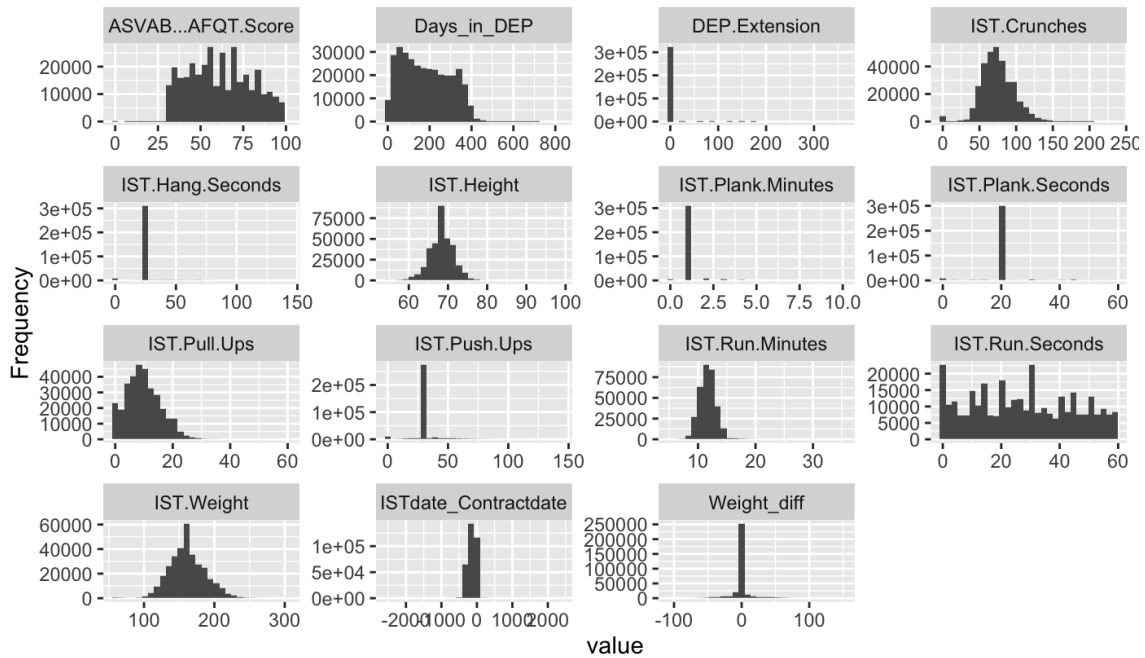 ASVAB...AFQT.Score Days_in_DEP DEP.Extension IST.Crunches
20000 10000 0
0 25 50 75 100
30000 20000 10000 0
0 200 400 600 800
3e+05 2e+05 1e+05 0e+00
0 100 200 300
40000 20000 0
0 50 100 150 200 250
IST.Hang.Seconds IST.Height IST.Plank.Minutes IST.Plank.Seconds
3e+05 2e+05 1e+05 0e+00
0 50 100 150
75000 50000 25000 0
60 70 80 90 100
3e+05 2e+05 1e+05 0e+00
0.0 2.5 5.0 7.5 10.0
3e+05 2e+05 1e+05 0e+00
0 20 40 60
Frequency
IST.Pull.Ups IST.Push.Ups IST.Run.Minutes IST.Run.Seconds
40000 30000 20000 10000 0
0 20 40 60
2e+05 1e+05 0e+00
0 50 100 150
75000 50000 25000 0
10 20 30
20000 15000 10000 5000 0
0 20 40 60
IST.Weight ISTdate_Contractdate Weight_diff
60000 40000 20000 0
100 200 300
1e+05 5e+04 0e+00
-2000 -1000 0 1000 2000
250000 200000 150000 100000 50000 0
-100 0 100
value